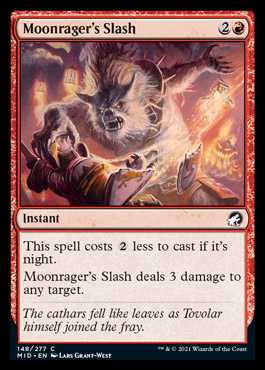 Moonrager's Slash 2
Instant
This spell costs 2 less to cast if it's
night.
Moonrager's Slash deals 3 damage to
any target.
The cathars fell like leaves as Tovolar
himself joined the fray.
148/277 C
MID • EN Lars Grant-West
™ & © 2021 Wizards of the Coast